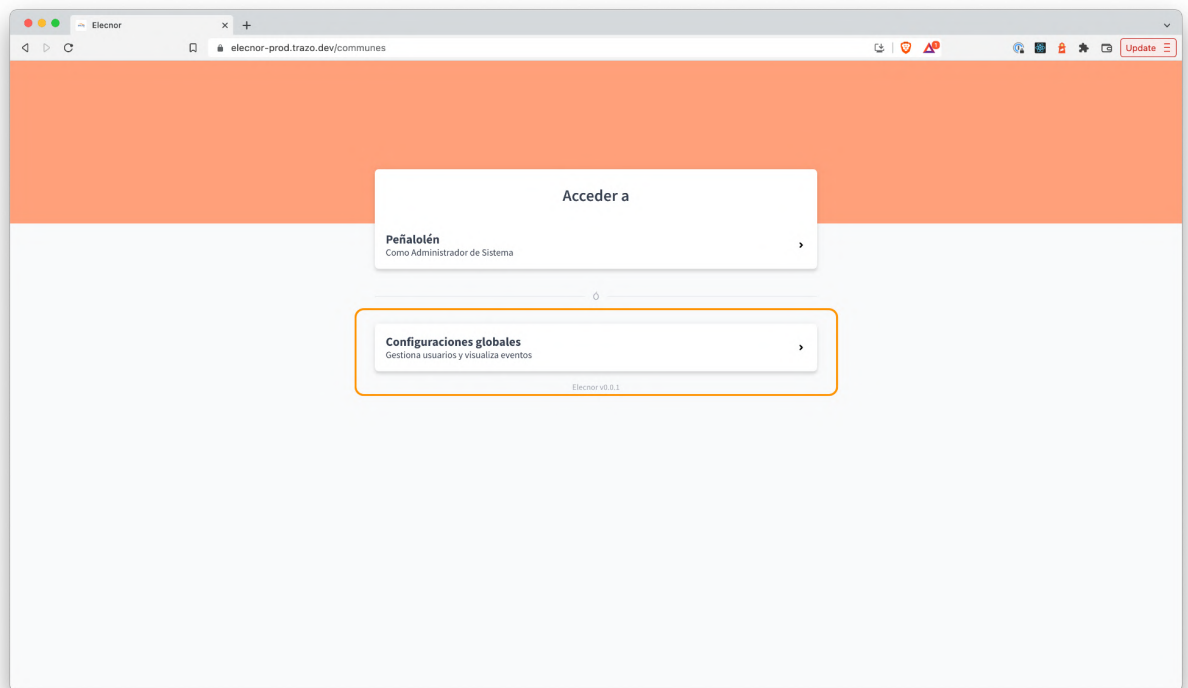 Elecnor
elecnor-prod.trazo.dev/communes
Update
Acceder a
Peñalolén
Como Administrador de Sistema
Ó
Configuraciones globales
Gestiona usuarios y visualiza eventos
Elecnor v0.0.1